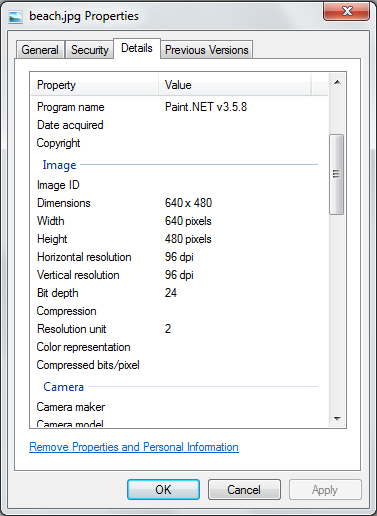 beach.jpg Properties
General Security Details Previous Versions
Property Value
Program name Paint.NET v3.5.8
Date acquired
Copyright
Image
Image ID
Dimensions 640 x 480
Width 640 pixels
Height 480 pixels
Horizontal resolution 96 dpi
Vertical resolution 96 dpi
Bit depth 24
Compression
Resolution unit 2
Color representation
Compressed bits/pixel
Camera
Camera maker
Camera model
Remove Properties and Personal Information
OK Cancel Apply